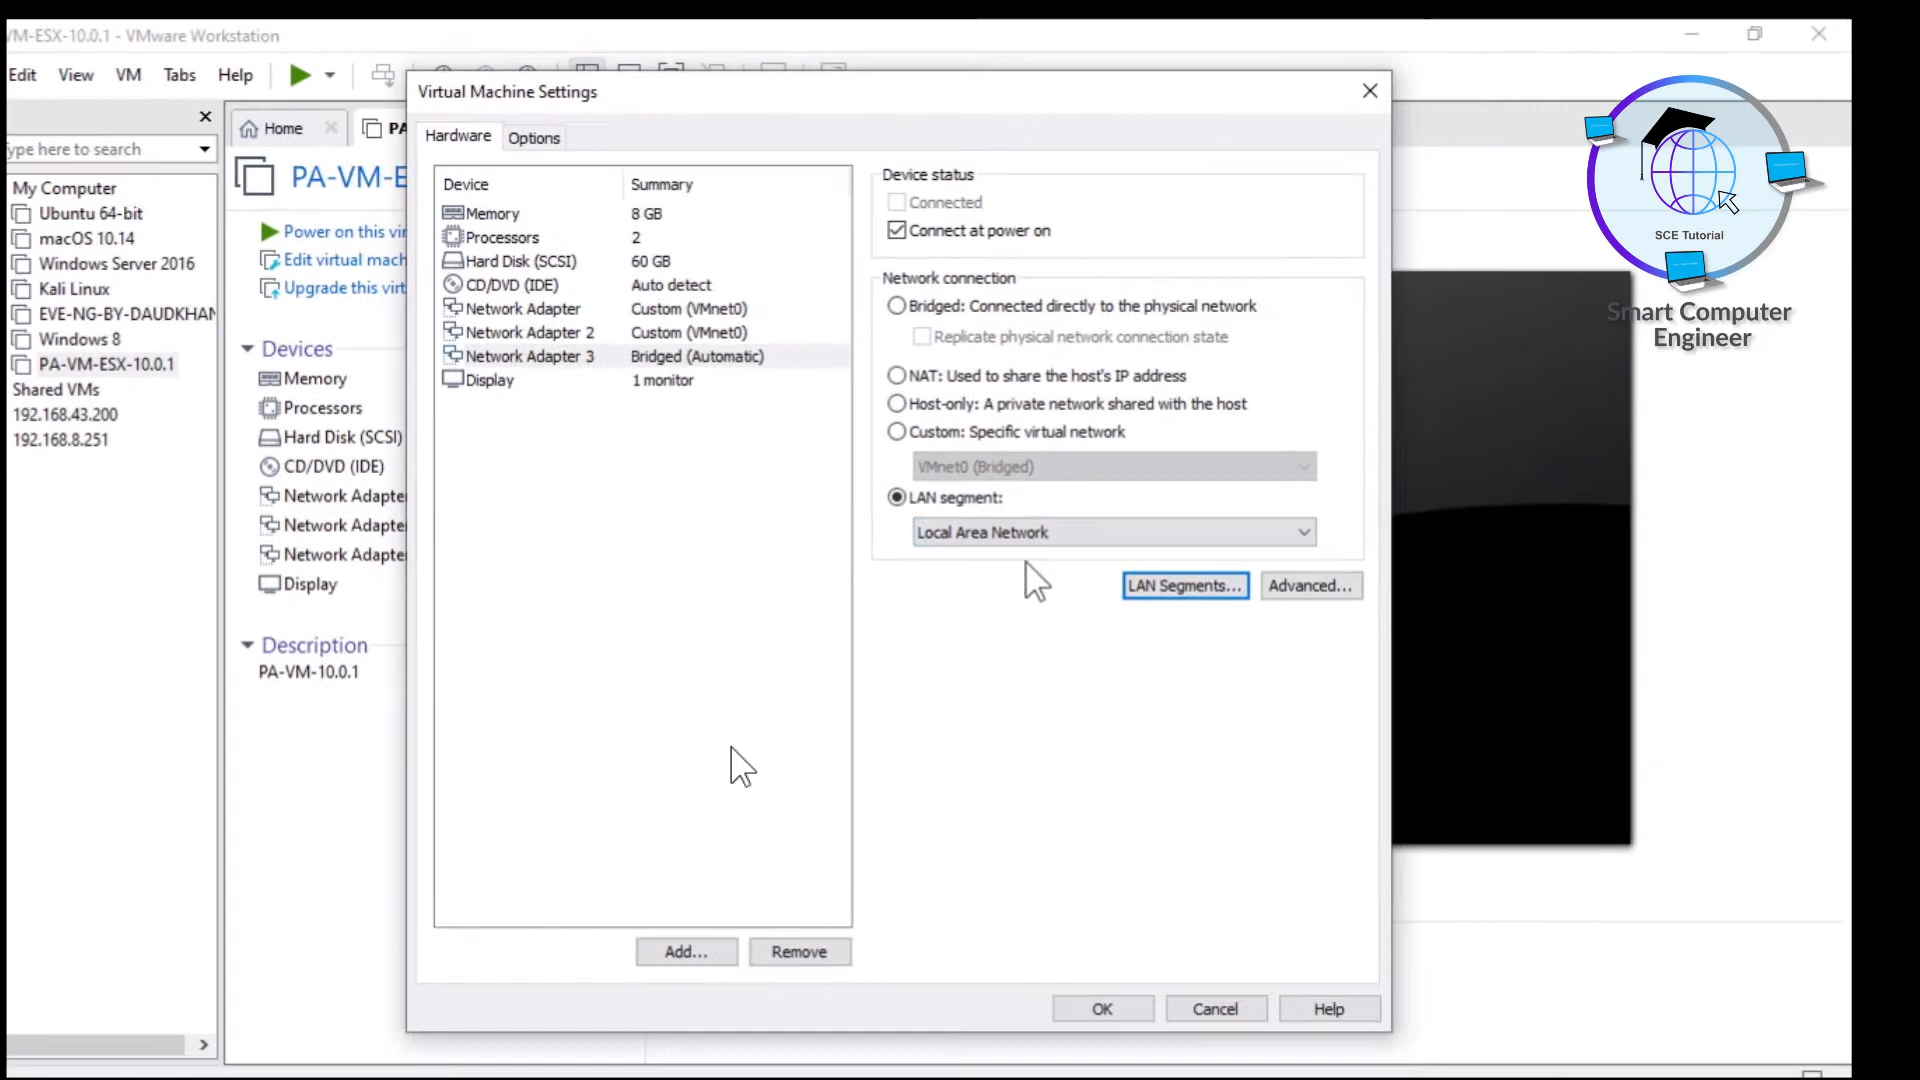 VM-ESX-10.0.1 - VMware Workstation
Edit View VM Tabs Help
Virtual Machine Settings
Home
PA
Hardware
Options
ype here to search
My Computer
Ubuntu 64-bit
macOS 10.14
Windows Server 2016
Kali Linux
EVE-NG-BY-DAUDKHAN
Windows 8
PA-VM-ESX-10.0.1
Shared VMs
192.168.43.200
192.168.8.251
PA-VM-E
Power on this vir
Edit virtual mach
Upgrade this virt
Devices
Memory
Processors
Hard Disk (SCSI)
CD/DVD (IDE)
Network Adapte
Network Adapte
Network Adapte
Display
Description
PA-VM-10.0.1
Device Summary
Memory 8 GB
Processors 2
Hard Disk (SCSI) 60 GB
CD/DVD (IDE) Auto detect
Network Adapter Custom (VMnet0)
Network Adapter 2 Custom (VMnet0)
Network Adapter 3 Bridged (Automatic)
Display 1 monitor
Add...
Remove
Device status
Connected
Connect at power on
Network connection
Bridged: Connected directly to the physical network
Replicate physical network connection state
NAT: Used to share the host's IP address
Host-only: A private network shared with the host
Custom: Specific virtual network
VMnet0 (Bridged)
LAN segment:
Local Area Network
LAN Segments...
Advanced...
OK
Cancel
Help
SCE Tutorial
Smart Computer
Engineer